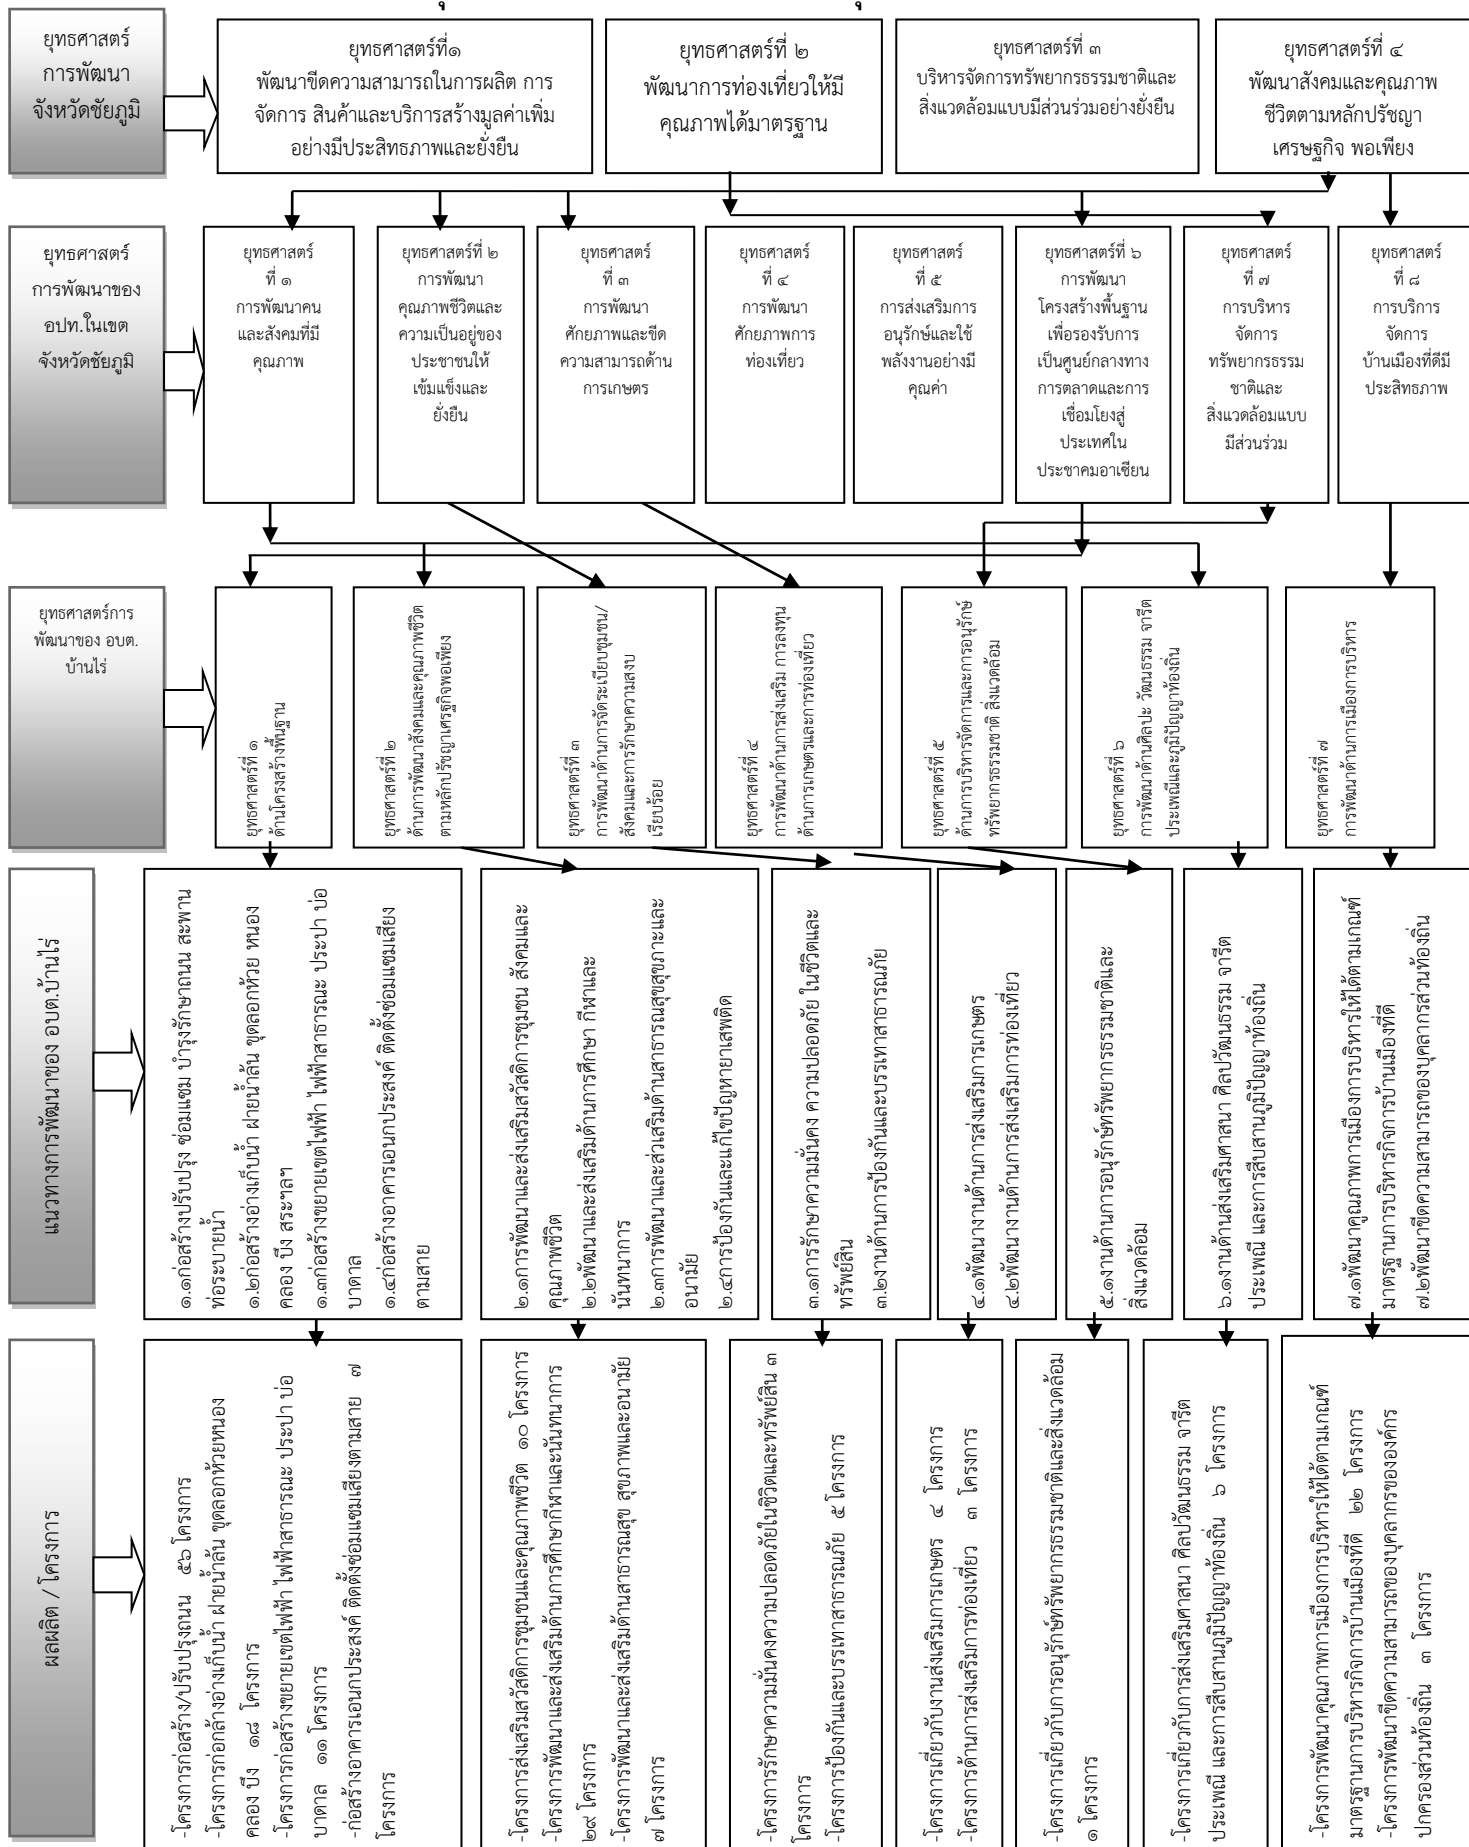 ยุทธศาสตร์
การพัฒนา
จังหวัดชัยภูมิ
ยุทธศาสตร์ที่๑
พัฒนาขีดความสามารถในการผลิต การ
จัดการ สินค้าและบริการสร้างมูลค่าเพิ่ม
อย่างมีประสิทธภาพและยั่งยืน
ยุทธศาสตร์ที่ ๒
พัฒนาการท่องเที่ยวให้มี
คุณภาพได้มาตรฐาน
ยุทธศาสตร์ที่ ๓
บริหารจัดการทรัพยากรธรรมชาติและ
สิ่งแวดล้อมแบบมีส่วนร่วมอย่างยั่งยืน
ยุทธศาสตร์ที่ ๔
พัฒนาสังคมและคุณภาพ
ชีวิตตามหลักปรัชญา
เศรษฐกิจ พอเพียง
ยุทธศาสตร์
การพัฒนาของ
อปท.ในเขต
จังหวัดชัยภูมิ
ยุทธศาสตร์
ที่ ๑
การพัฒนาคน
และสังคมที่มี
คุณภาพ
ยุทธศาสตร์ที่ ๒
การพัฒนา
คุณภาพชีวิตและ
ความเป็นอยู่ของ
ประชาชนให้
เข้มแข็งและ
ยั่งยืน
ยุทธศาสตร์
ที่ ๓
การพัฒนา
ศักยภาพและขีด
ความสามารถด้าน
การเกษตร
ยุทธศาสตร์
ที่ ๔
การพัฒนา
ศักยภาพการ
ท่องเที่ยว
ยุทธศาสตร์
ที่ ๕
การส่งเสริมการ
อนุรักษ์และใช้
พลังงานอย่างมี
คุณค่า
ยุทธศาสตร์ที่ ๖
การพัฒนา
โครงสร้างพื้นฐาน
เพื่อรองรับการ
เป็นศูนย์กลางทาง
การตลาดและการ
เชื่อมโยงสู่
ประเทศใน
ประชาคมอาเซียน
ยุทธศาสตร์
ที่ ๗
การบริหาร
จัดการ
ทรัพยากรธรรม
ชาติและ
สิ่งแวดล้อมแบบ
มีส่วนร่วม
ยุทธศาสตร์
ที่ ๘
การบริการ
จัดการ
บ้านเมืองที่ดีมี
ประสิทธภาพ
ยุทธศาสตร์การ
พัฒนาของ อบต.
บ้านไร่
ยุทธศาสตร์ที่ ๑
ด้านโครงสร้างพื้นฐาน
ยุทธศาสตร์ที่ ๒
ด้านการพัฒนาสังคมและคุณภาพชีวิต
ตามหลักปรัชญาเศรษฐกิจพอเพียง
ยุทธศาสตร์ที่ ๓
การพัฒนาด้านการจัดระเบียบชุมชน/
สังคมและการรักษาความสงบ
เรียบร้อย
ยุทธศาสตร์ที่ ๔
การพัฒนาด้านการส่งเสริม การลงทุน
ด้านการเกษตรและการท่องเที่ยว
ยุทธศาสตร์ที่ ๕
ด้านการบริหารจัดการและการอนุรักษ์
ทรัพยากรธรรมชาติ สิ่งแวดล้อม
ยุทธศาสตร์ที่ ๖
การพัฒนาด้านศิลปะ วัฒนธรรม จารีต
ประเพณีและภูมิปัญญาท้องถิ่น
ยุทธศาสตร์ที่ ๗
การพัฒนาด้านการเมืองการบริหาร
แนวทางการพัฒนาของ อบต.บ้านไร่
๑.๑ก่อสร้างปรับปรุง ซ่อมแซม บำรุงรักษาถนน สะพาน
ท่อระบายน้ำ
๑.๒ก่อสร้างอ่างเก็บน้ำ ฝายน้ำล้น ขุดลอกห้วย หนอง
คลอง บึง สระฯลฯ
๑.๓ก่อสร้างขยายเขตไฟฟ้า ไฟฟ้าสาธารณะ ประปา บ่อ
บาดาล
๑.๔ก่อสร้างอาคารเอนกประสงค์ ติดตั้งซ่อมแซมเสียง
ตามสาย
๒.๑การพัฒนาและส่งเสริมสวัสดิการชุมชน สังคมและ
คุณภาพชีวิต
๒.๒พัฒนาและส่งเสริมด้านการศึกษา กีฬาและ
นันทนาการ
๒.๓การพัฒนาและส่วเสริมด้านสาธารณสุขสุขภาะและ
อนามัย
๒.๔การป้องกันและแก้ไขปัญหายาเสพติด
๓.๑การรักษาความมั่นคง ความปลอดภัย ในชีวิตและ
ทรัพย์สิน
๓.๒งานด้านการป้องกันและบรรเทาสาธารณภัย
๔.๑พัฒนางานด้านการส่งเสริมการเกษตร
๔.๒พัฒนางานด้านการส่งเสริมการท่องเที่ยว
๕.๑งานด้านการอนุรักษ์ทรัพยากรธรรมชาติและ
สิ่งแวดล้อม
๖.๑งานด้านส่งเสริมศาสนา ศิลปวัฒนธรรม จารีต
ประเพณี และการสืบสานภูมิปัญญาท้องถิ่น
๗.๑พัฒนาคุณภาพการเมืองการบริหารให้ได้ตามเกณฑ์
มาตรฐานการบริหารกิจการบ้านเมืองที่ดี
๗.๒พัฒนาขีดความสามารถของบุคลากรส่วนท้องถิ่น
ผลผลิต / โครงการ
-โครงการก่อสร้าง/ปรับปรุงถนน ๕๖ โครงการ
-โครงการก่อก้างอ่างเก็บน้ำ ฝายน้ำล้น ขุดลอกห้วยหนอง
คลอง บึง ๑๘ โครงการ
-โครงการก่อสร้างขยายเขตไฟฟ้า ไฟฟ้าสาธารณะ ประปา บ่อ
บาดาล ๑๑ โครงการ
-ก่อสร้างอาคารเอนกประสงค์ ติดตั้งซ่อมแซมเสียงตามสาย ๗
โครงการ
-โครงการส่งเสริมสวัสดิการชุมชนและคุณภาพชีวิต ๑๐ โครงการ
-โครงการพัฒนาและส่งเสริมด้านการศึกษากีฬาและนันทนาการ
๒๙ โครงการ
-โครงการพัฒนาและส่งเสริมด้านสาธารณสุข สุขภาพและอนามัย
๗ โครงการ
-โครงการรักษาความมั่นคงความปลอดภัยในชีวิตและทรัพย์สิน ๓
โครงการ
-โครงการป้องกันและบรรเทาสาธารณภัย ๕ โครงการ
-โครงการเกี่ยวกับงานส่งเสริมการเกษตร ๔ โครงการ
-โครงการด้านการส่งเสริมการท่องเที่ยว ๓ โครงการ
-โครงการเกี่ยวกับการอนุรักษ์ทรัพยากรธรรมชาติและสิ่งแวดล้อม
๑ โครงการ
-โครงการเกี่ยวกับการส่งเสริมศาสนา ศิลปวัฒนธรรม จารีต
ประเพณี และการสืบสานภูมิปัญญาท้องถิ่น ๖ โครงการ
-โครงการพัฒนาคุณภาพการเมืองการบริหารให้ได้ตามเกณฑ์
มาตรฐานการบริหารกิจการบ้านเมืองที่ดี ๒๒ โครงการ
-โครงการพัฒนาขีดความสามารถของบุคลาการขององค์กร
ปกครองส่วนท้องถิ่น ๓ โครงการ